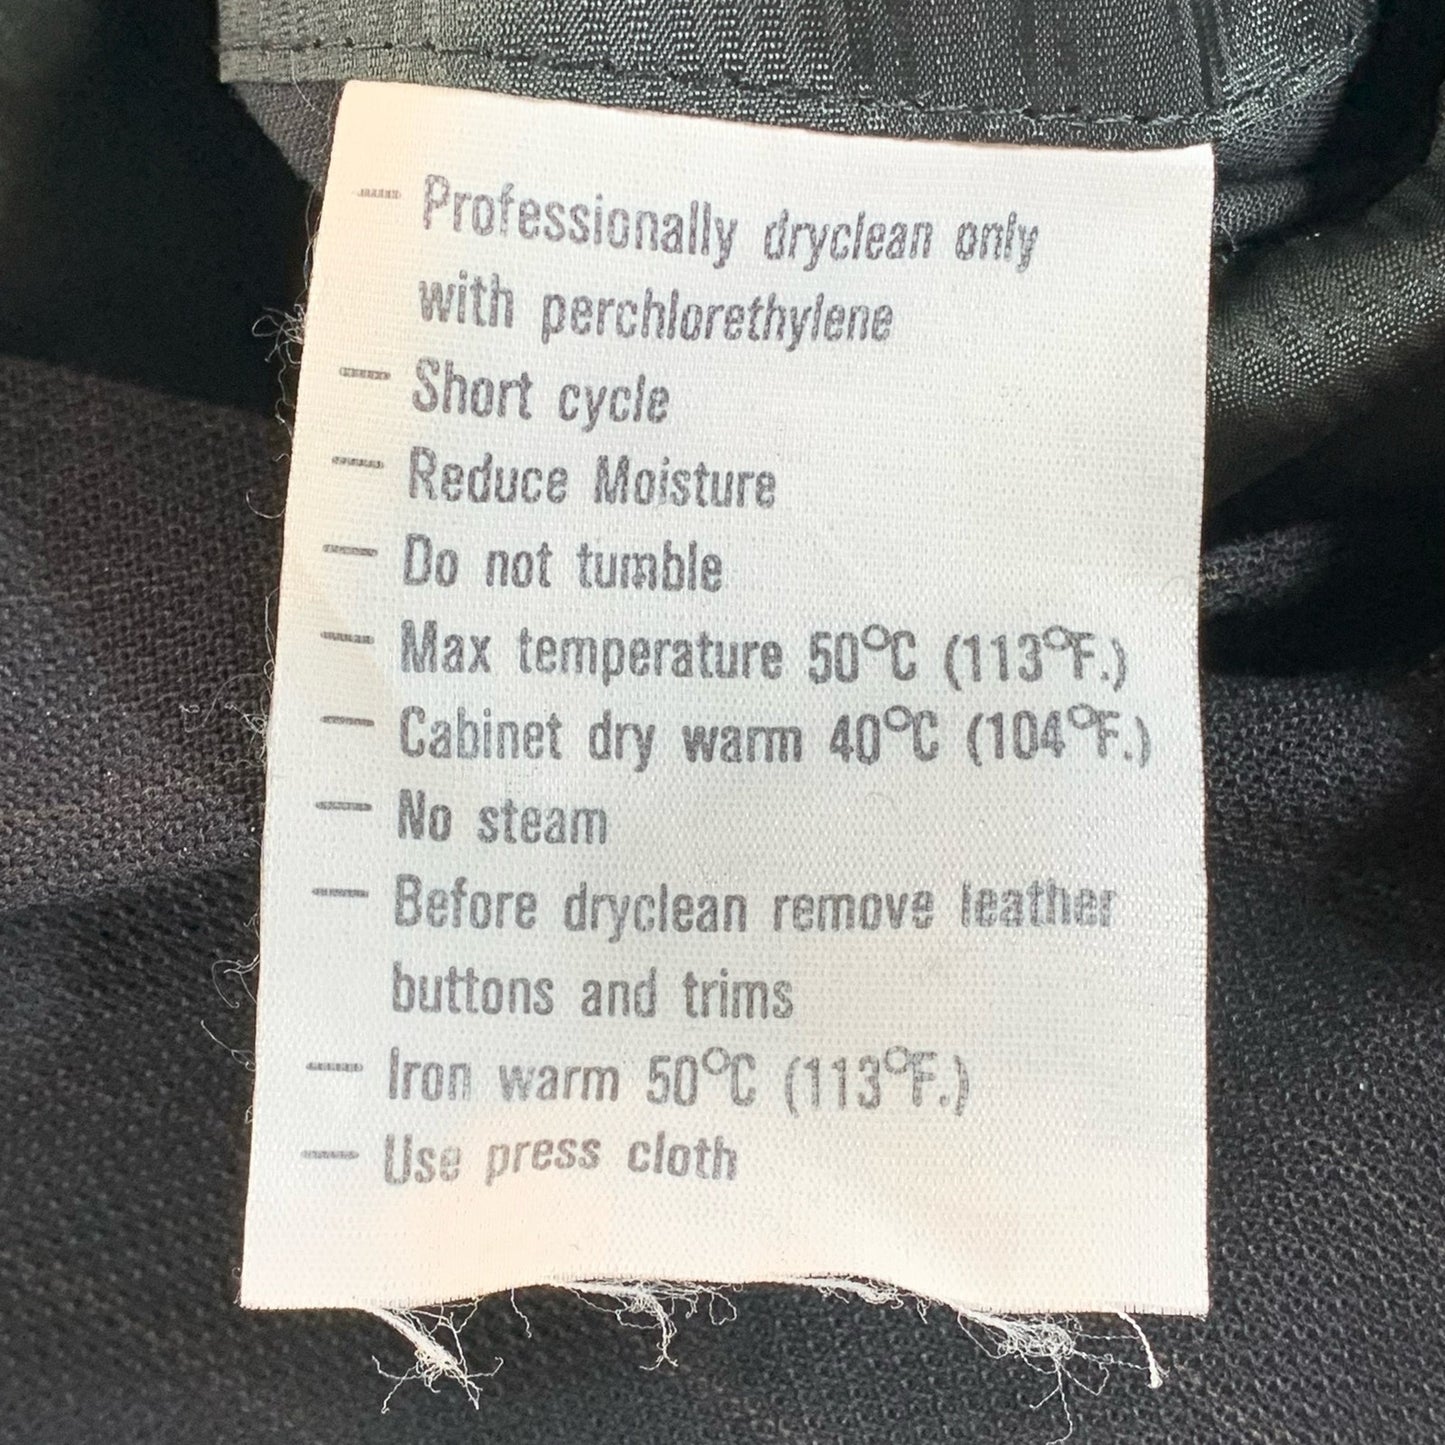 — Professionally dryclean only
with perchlorethylene
— Short cycle
— Reduce Moisture
— Do not tumble
— Max temperature 50°C (113°F.)
— Cabinet dry warm 40°C (104°F.)
— No steam
— Before dryclean remove leather
buttons and trims
— Iron warm 50°C (113°F.)
— Use press cloth